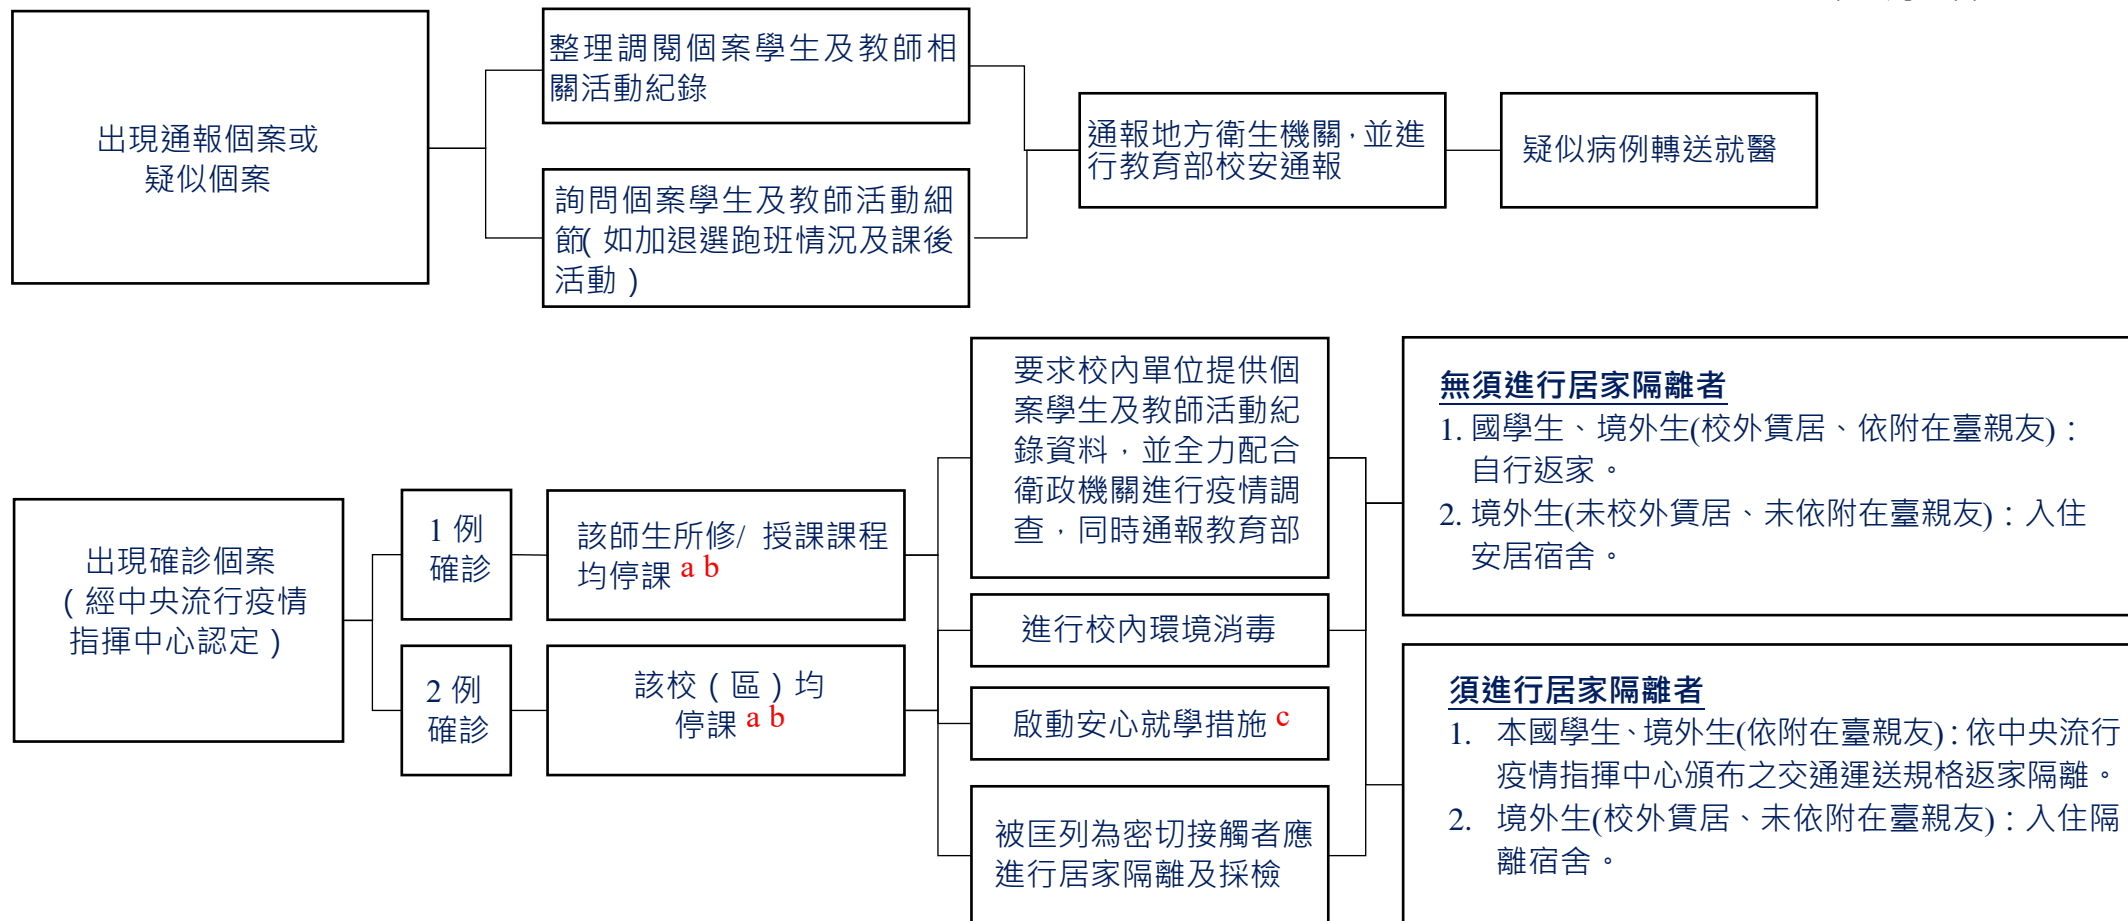 出現通報個案或
疑似個案
整理調閱個案學生及教師相
關活動紀錄
詢問個案學生及教師活動細
節(如加退選跑班情況及課後
活動)
通報地方衛生機關,並進
行教育部校安通報
疑似病例轉送就醫
出現確診個案
(經中央流行疫情
指揮中心認定)
1 例
確診
2 例
確診
該師生所修/ 授課課程
均停課 a b
該校(區)均
停課 a b
要求校內單位提供個
案學生及教師活動紀
錄資料,並全力配合
衛政機關進行疫情調
查,同時通報教育部
進行校內環境消毒
啟動安心就學措施 c
被匡列為密切接觸者應
進行居家隔離及採檢
無須進行居家隔離者
1. 國學生、境外生(校外賃居、依附在臺親友):
自行返家。
2. 境外生(未校外賃居、未依附在臺親友):入住
安居宿舍。
須進行居家隔離者
1. 本國學生、境外生(依附在臺親友):依中央流行
疫情指揮中心頒布之交通運送規格返家隔離。
2. 境外生(校外賃居、未依附在臺親友):入住隔
離宿舍。